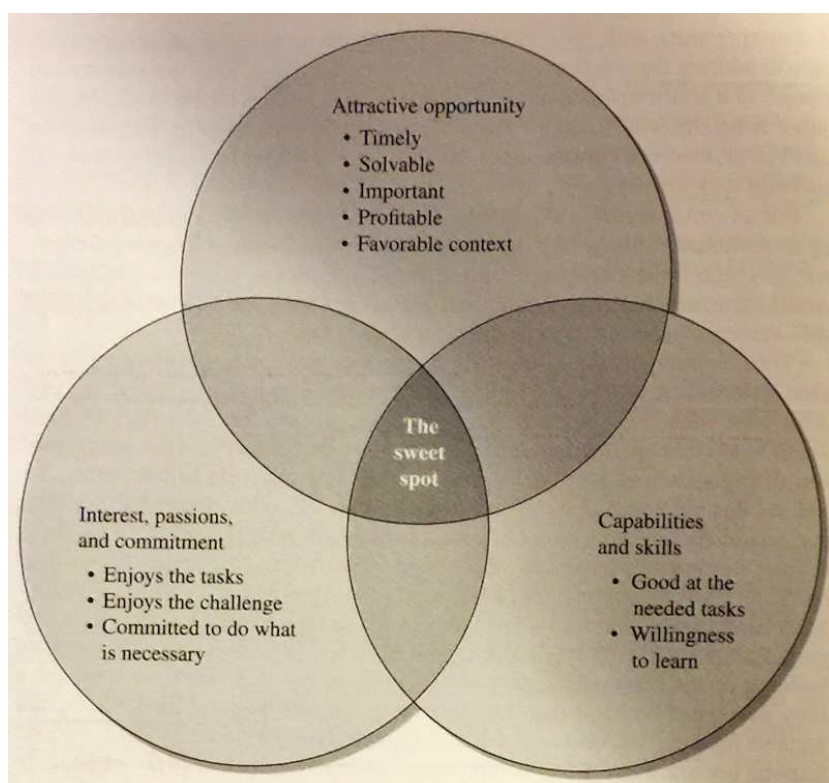 Attractive opportunity
• Timely
• Solvable
• Important
• Profitable
• Favorable context
The
sweet
spot
Interest, passions,
and commitment
• Enjoys the tasks
• Enjoys the challenge
• Committed to do what
is necessary
Capabilities
and skills
• Good at the
needed tasks
• Willingness
to learn